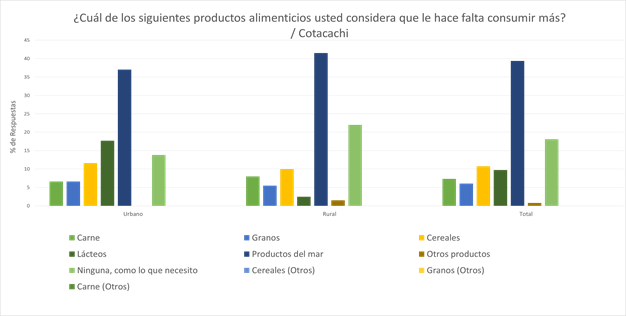 ¿Cuál de los siguientes productos alimenticios usted considera que le hace falta consumir más?
/ Cotacachi
% de Respuestas
45
40
35
30
25
20
15
10
5
0
Urbano Rural Total
Carne Granos Cereales
Lácteos Productos del mar Otros productos
Ninguna, como lo que necesito Cereales (Otros) Granos (Otros)
Carne (Otros)